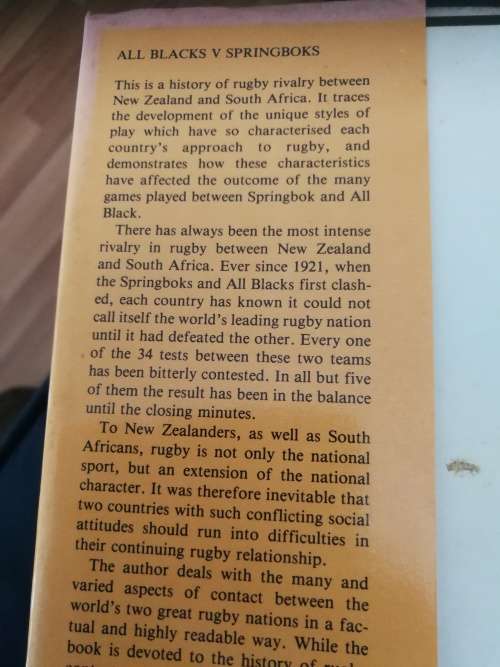 ALL BLACKS V SPRINGBOKS
This is a history of rugby rivalry between
New Zealand and South Africa. It traces
the development of the unique styles of
play which have so characterised each
country's approach to rugby, and
demonstrates how these characteristics
have affected the outcome of the many
games played between Springbok and All
Black.
There has always been the most intense
rivalry in rugby between New Zealand
and South Africa. Ever since 1921, when
the Springboks and All Blacks first clash-
ed, each country has known it could not
call itself the world's leading rugby nation
until it had defeated the other. Every one
of the 34 tests between these two teams
has been bitterly contested. In all but five
of them the result has been in the balance
until the closing minutes.
To New Zealanders, as well as South
Africans, rugby is not only the national
sport, but an extension of the national
character. It was therefore inevitable that
two countries with such conflicting social
attitudes should run into difficulties in
their continuing rugby relationship.
The author deals with the many and
varied aspects of contact between the
world's two great rugby nations in a fac-
tual and highly readable way. While the
book is devoted to the history of